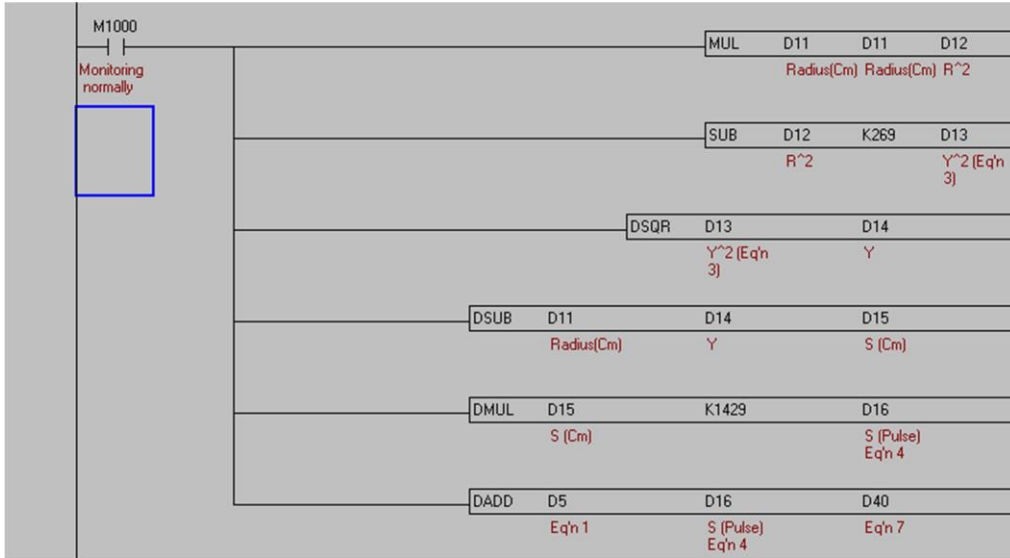 M1000
Monitoring
normally
MUL D11 D11 D12
Radius(Cm) Radius(Cm) R^2
SUB D12 K269 D13
R^2 Y^2 (Eq'n
3)
DSQR D13 D14
Y^2 (Eq'n Y
3)
DSUB D11 D14 D15
Radius(Cm) Y S (Cm)
DMUL D15 K1429 D16
S (Cm) S (Pulse)
Eq'n 4
DADD D5 D16 D40
Eq'n 1 S (Pulse) Eq'n 7
Eq'n 4